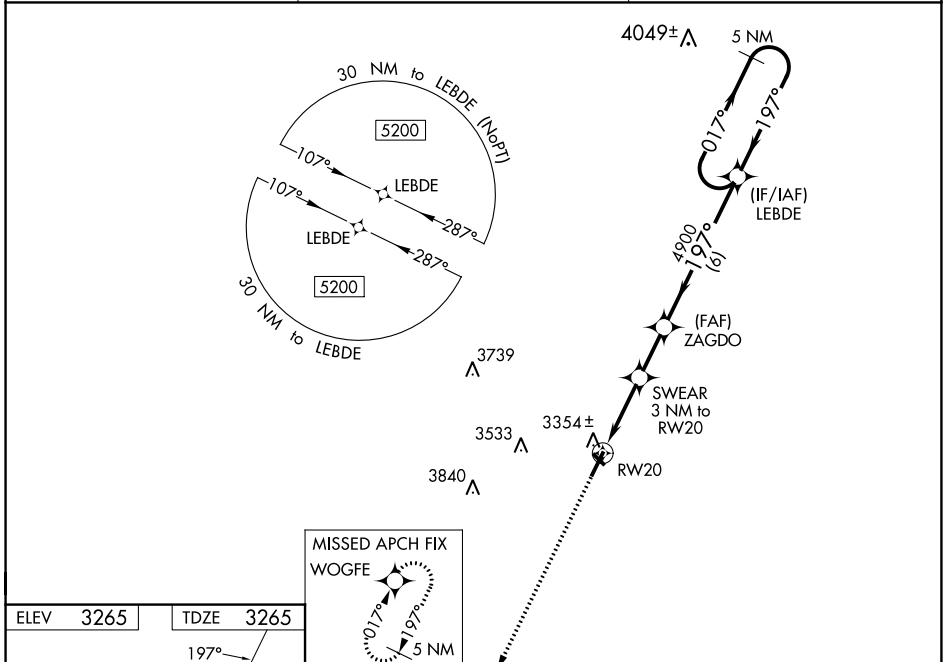 4049±
5 NM
30 NM to LEBDE (NoPT)
5200
107°
LEBDE
287°
107°
LEBDE
287°
5200
30 NM to LEBDE
017°
197°
(IF/IAF)
LEBDE
4900
197°
(6)
(FAF)
ZAGDO
SWEAR
3 NM to
RW20
3739
3533
3354±
3840
RW20
MISSED APCH FIX
WOGFE
017°
197°
5 NM
ELEV 3265
TDZE 3265
197°